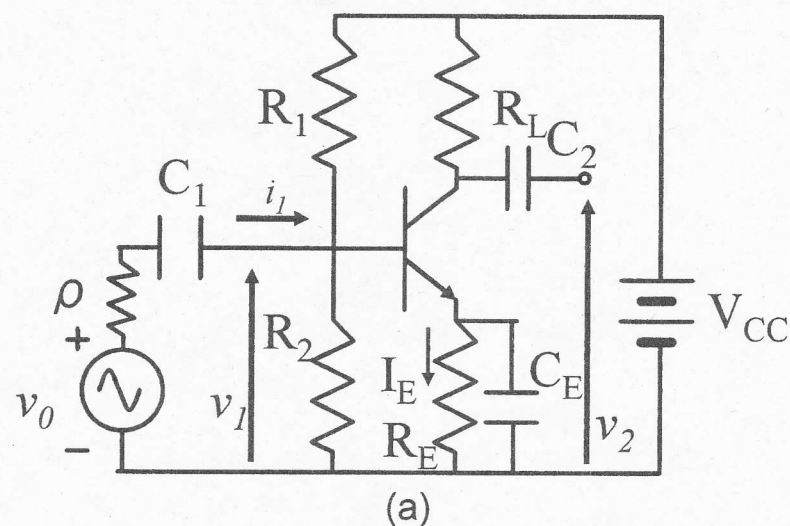 R1
RL
C2
C1
i1
ρ
+
VCC
R2
v1
IE
CE
v0
−
RE
v2
(a)